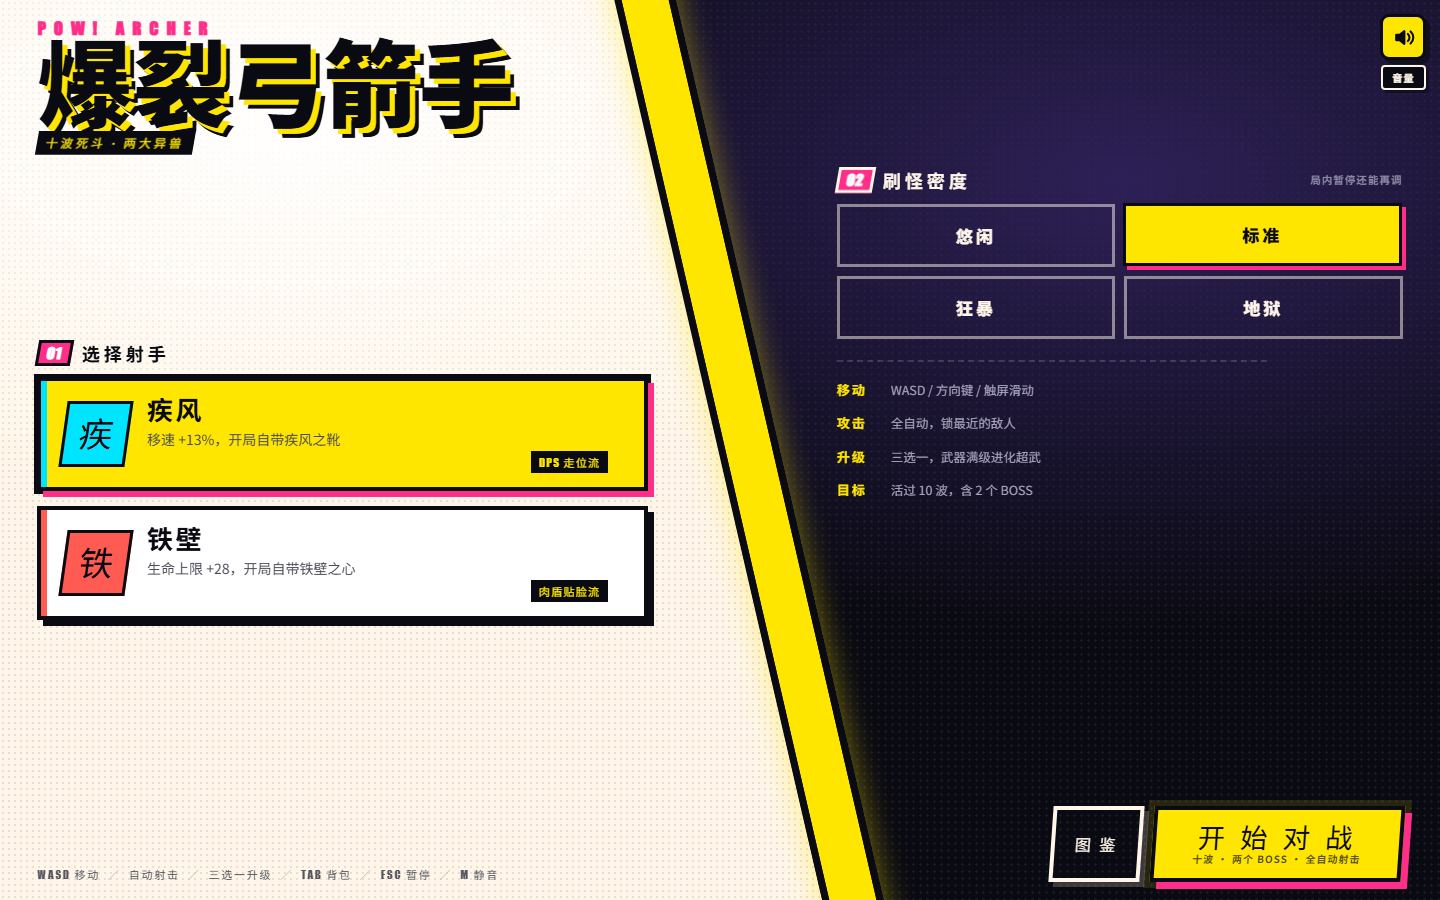 POW! ARCHER
爆裂弓箭手
十波死斗 · 两大异兽
01 选择射手
疾
疾风
移速 +13%，开局自带疾风之靴
DPS 走位流
铁
铁壁
生命上限 +28，开局自带铁壁之心
肉盾贴脸流
WASD 移动 ／ 自动射击 ／ 三选一升级 ／ TAB 背包 ／ ESC 暂停 ／ M 静音
音量
02 刷怪密度 局内暂停还能再调
悠闲
标准
狂暴
地狱
移动 WASD / 方向键 / 触屏滑动
攻击 全自动，锁最近的敌人
升级 三选一，武器满级进化超武
目标 活过 10 波，含 2 个 BOSS
图鉴
开始对战
十波 · 两个 BOSS · 全自动射击